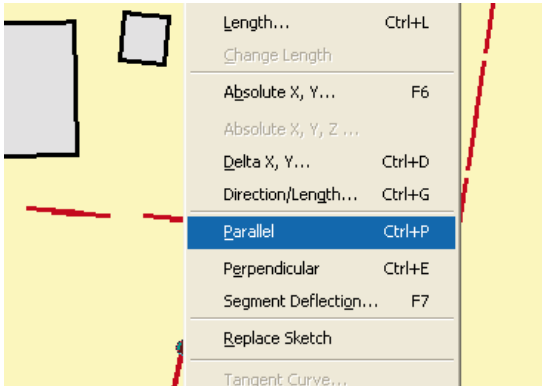 Length... Ctrl+L
Change Length
Absolute X, Y... F6
Absolute X, Y, Z ...
Delta X, Y... Ctrl+D
Direction/Length... Ctrl+G
Parallel Ctrl+P
Perpendicular Ctrl+E
Segment Deflection... F7
Replace Sketch
Tangent Curve...